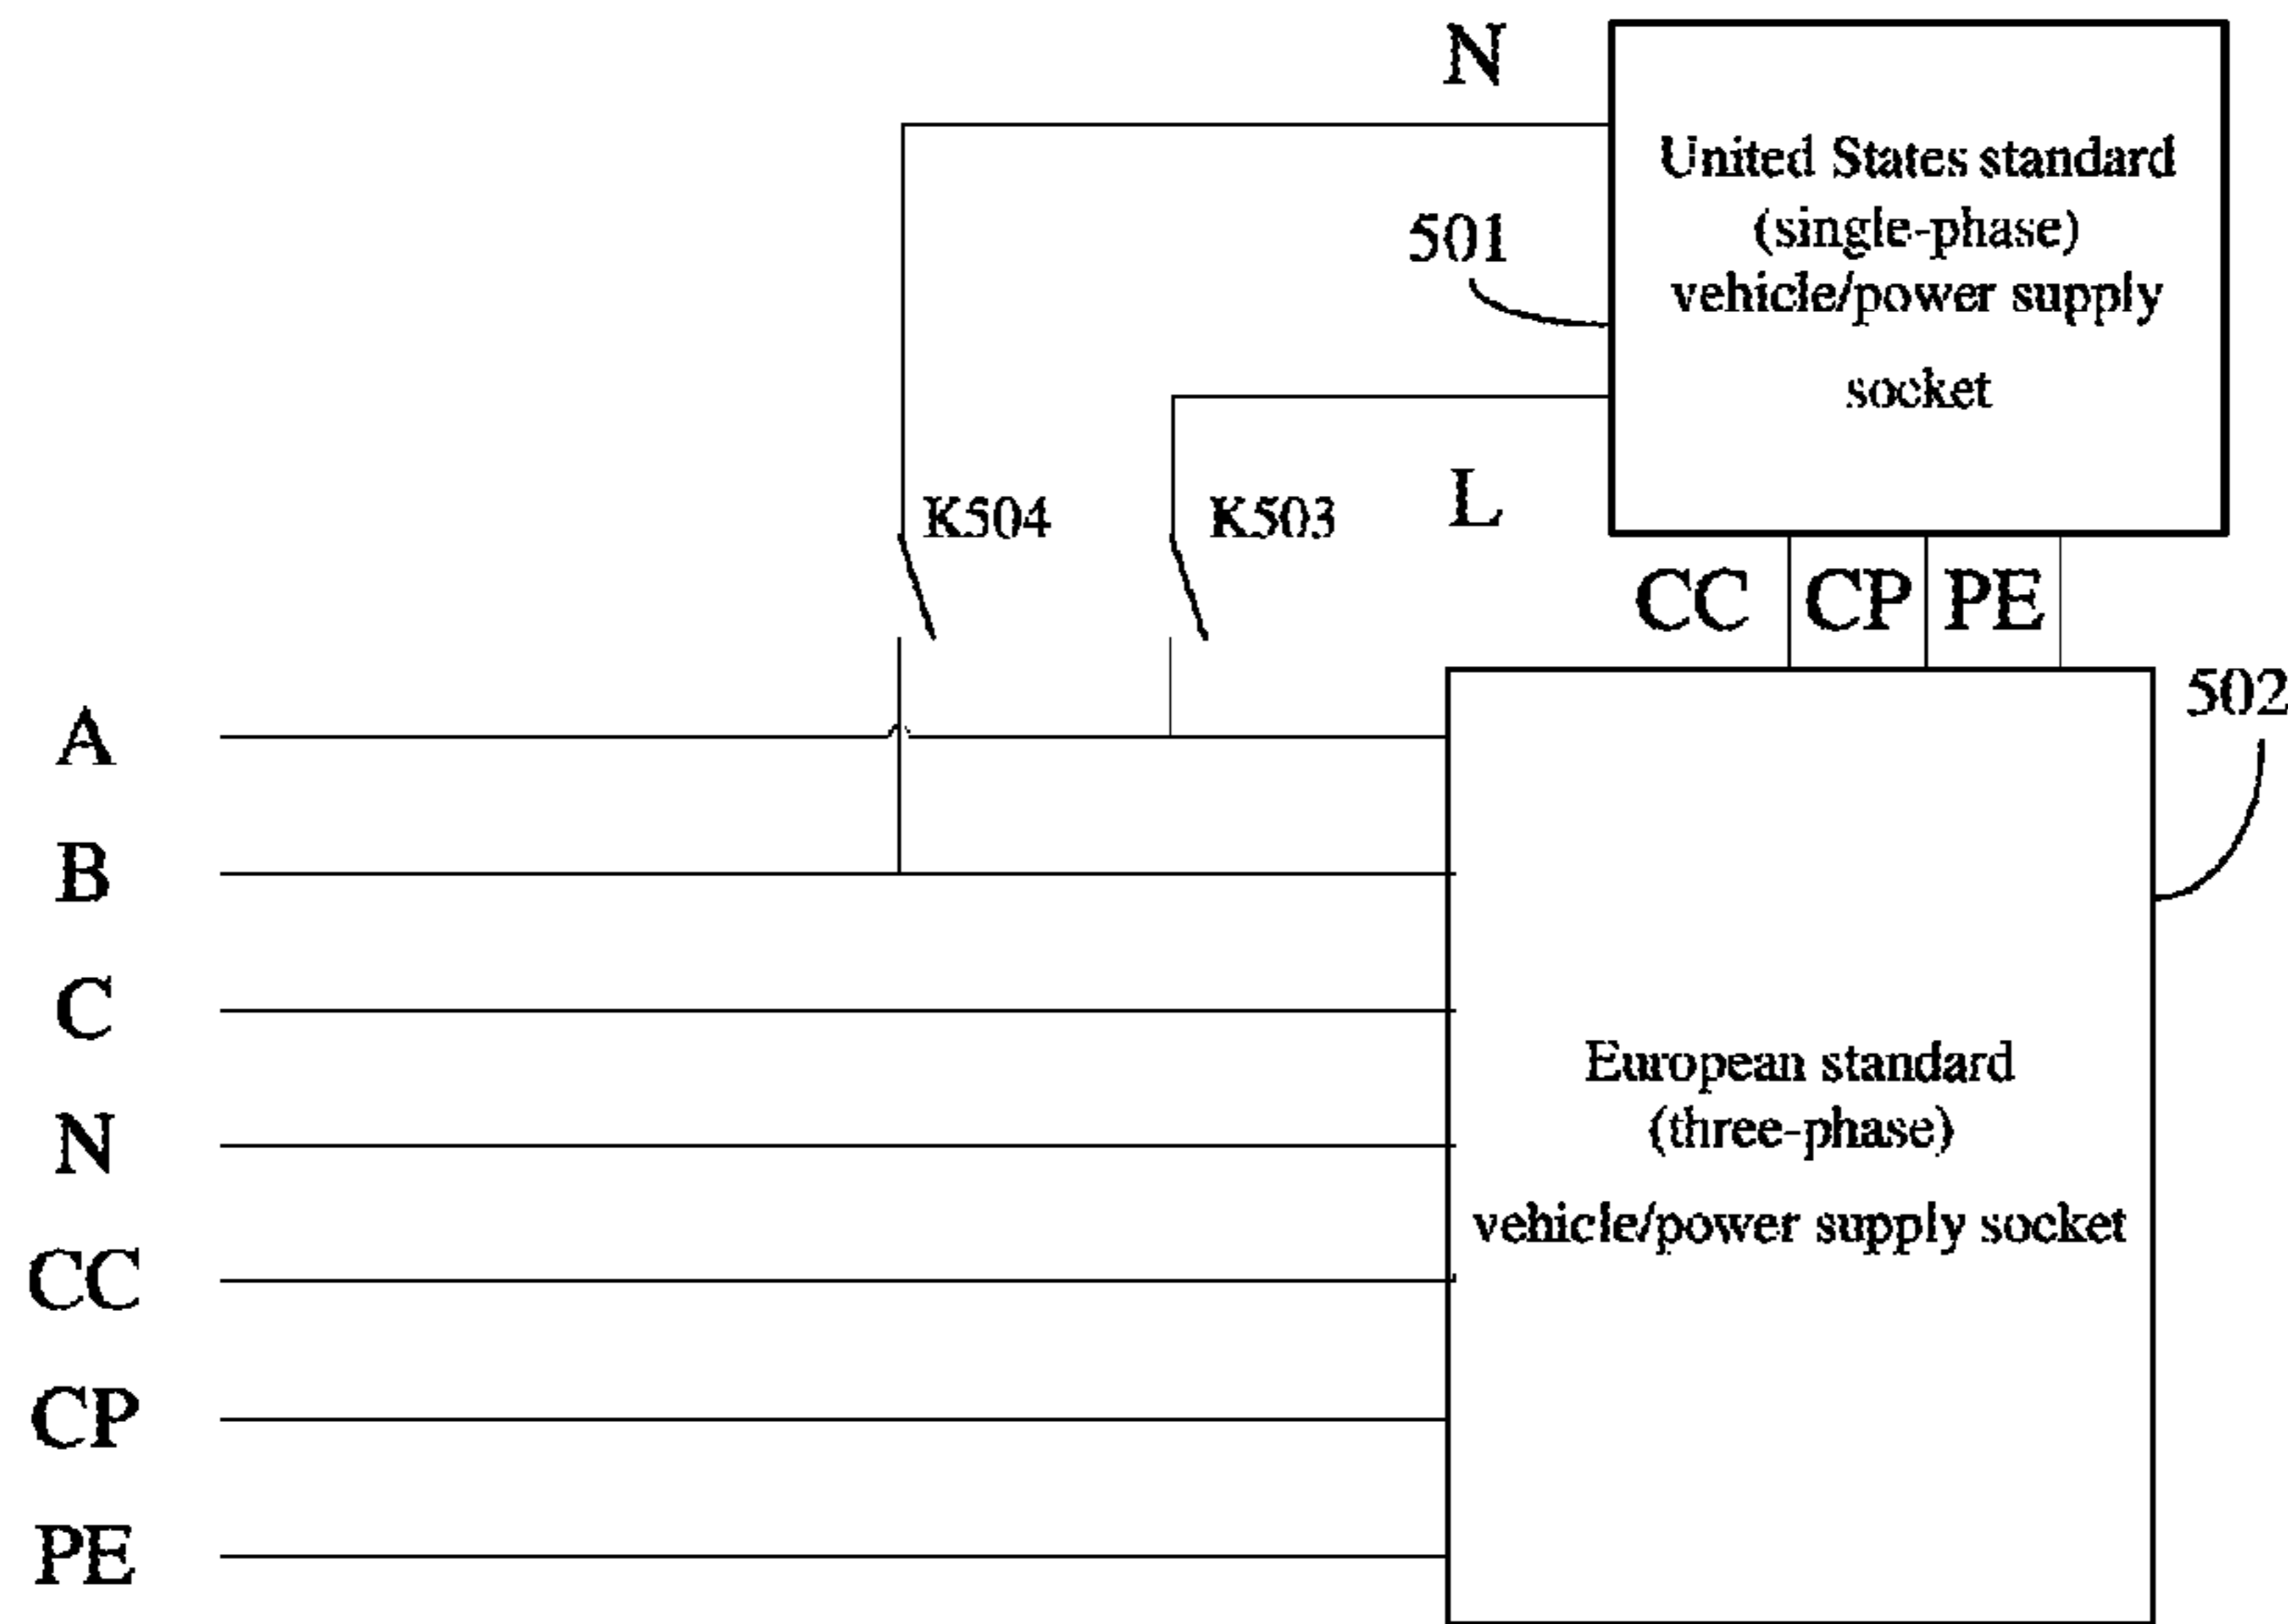 N
United States standard
(single-phase)
vehicle/power supply
socket
501
L
K504
K503
CC CP PE
502
A
B
C
N
CC
CP
PE
European standard
(three-phase)
vehicle/power supply socket